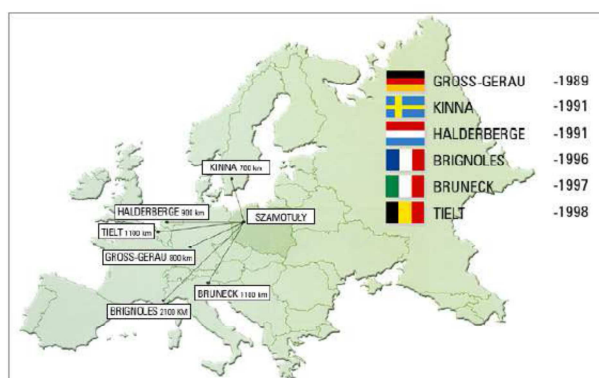 GROSS-GERAU -1989
KINNA -1991
HALDERBERGE -1991
BRIGNOLES -1996
BRUNECK -1997
TIELT -1998
KINNA 700 km
HALDERBERGE 900 km
SZAMOTUŁY
TIELT 1100 km
GROSS-GERAU 800 km
BRUNECK 1100 km
BRIGNOLES 2100 KM